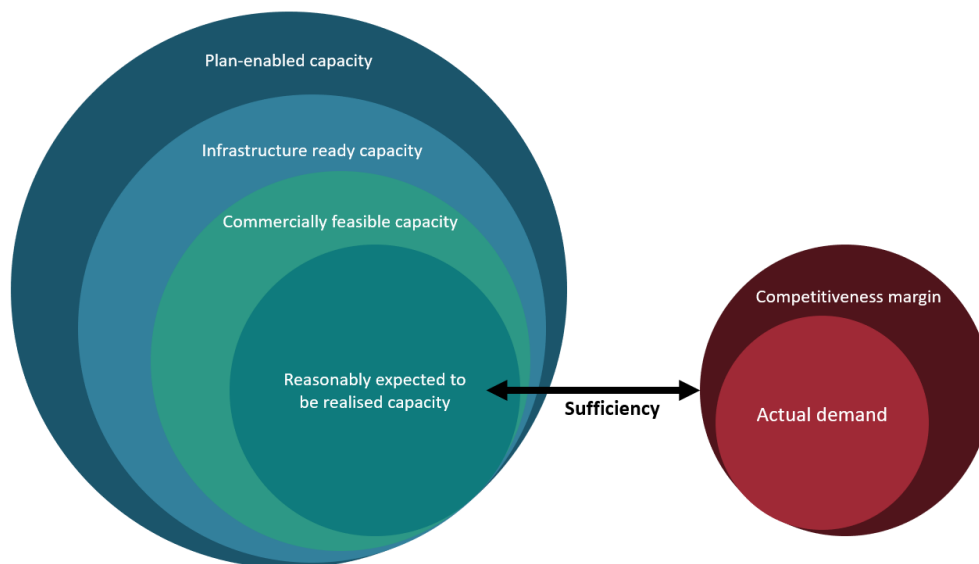 Plan-enabled capacity
Infrastructure ready capacity
Commercially feasible capacity
Reasonably expected to
be realised capacity
Sufficiency
Competitiveness margin
Actual demand